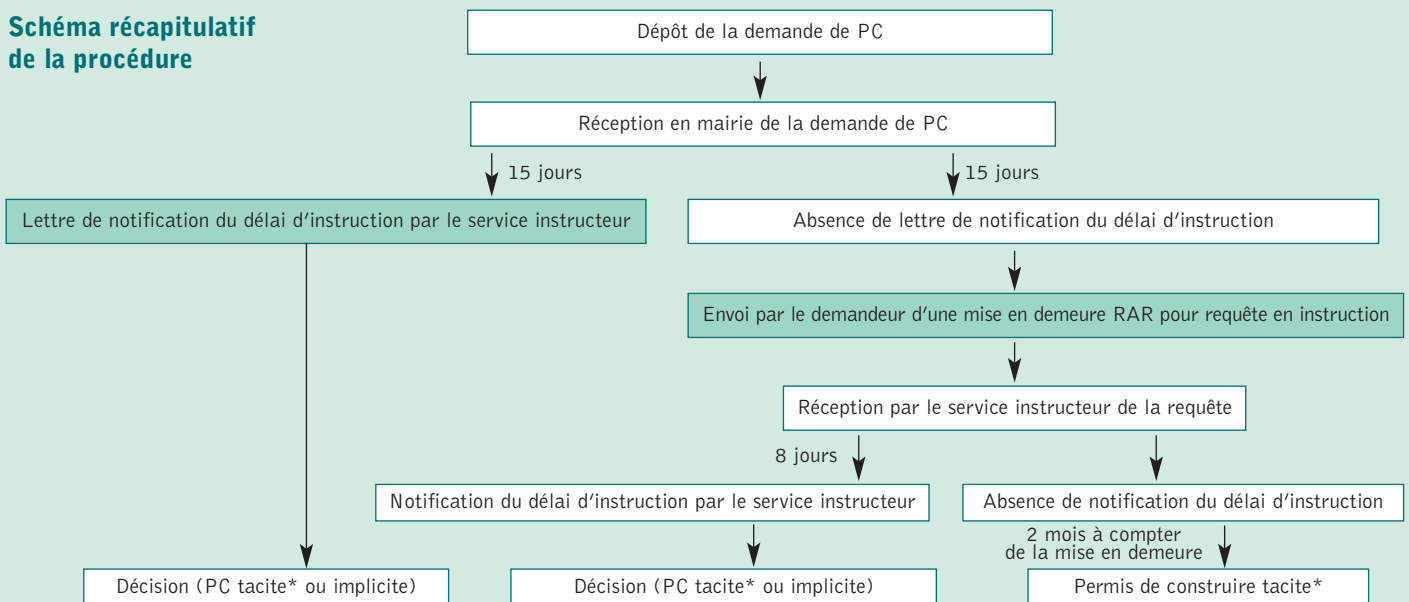 Schéma récapitulatif
de la procédure
Dépôt de la demande de PC
Réception en mairie de la demande de PC
15 jours
15 jours
Lettre de notification du délai d'instruction par le service instructeur
Absence de lettre de notification du délai d'instruction
Envoi par le demandeur d'une mise en demeure RAR pour requête en instruction
Réception par le service instructeur de la requête
8 jours
Notification du délai d'instruction par le service instructeur
Absence de notification du délai d'instruction
2 mois à compter
de la mise en demeure
Décision (PC tacite* ou implicite)
Décision (PC tacite* ou implicite)
Permis de construire tacite*